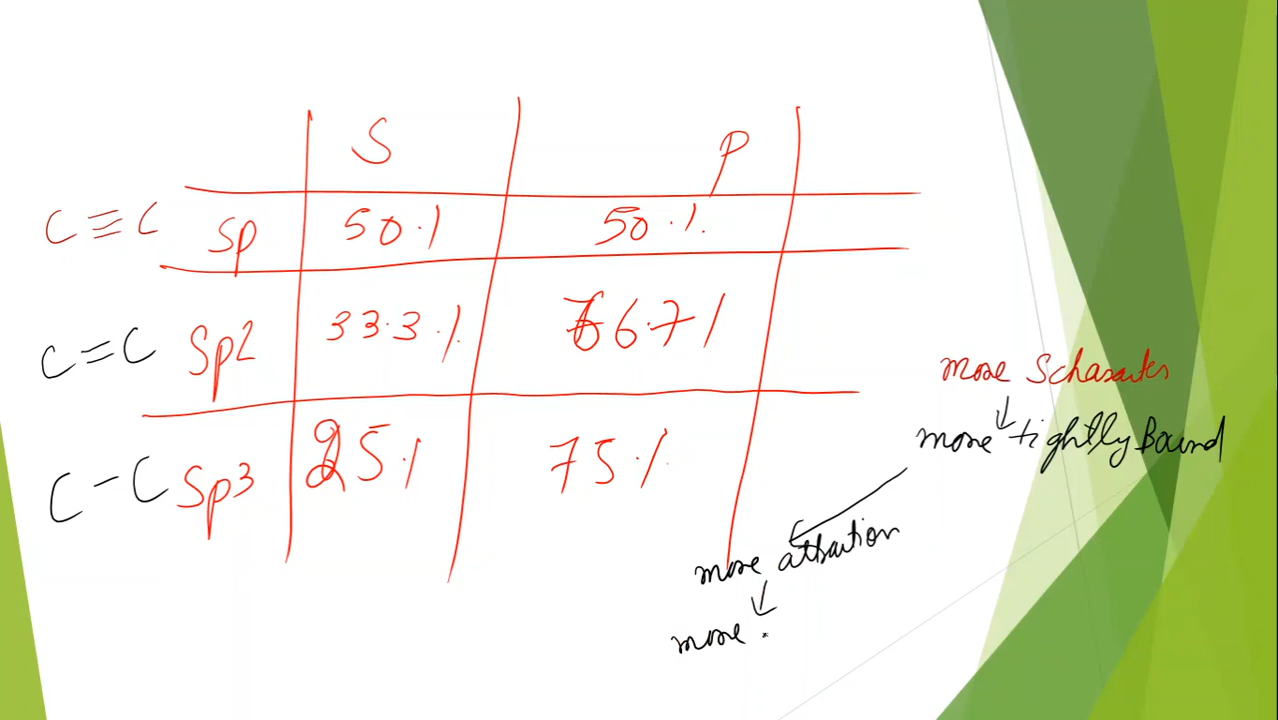 S P
C≡C sp 50% 50%
C=C Sp2 33.3% 66.7%
C-C Sp3 25% 75%
more S character
more tightly Bound
more attraction
more